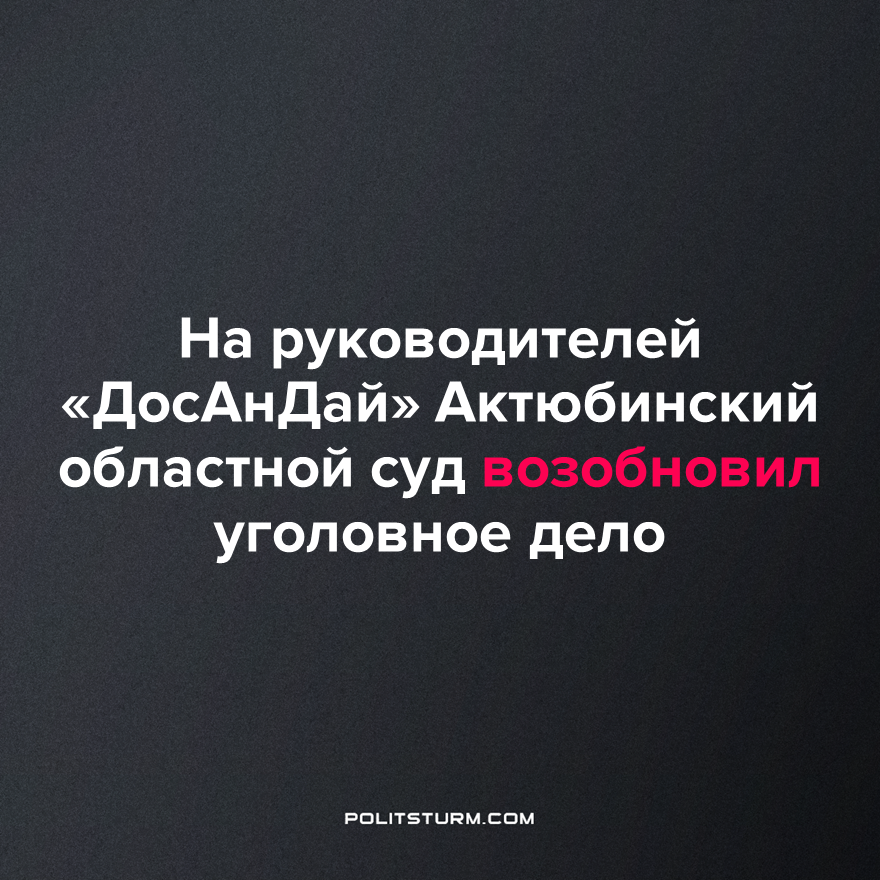 На руководителей
«ДосАнДай» Актюбинский
областной суд возобновил
уголовное дело
POLITSTURM.COM